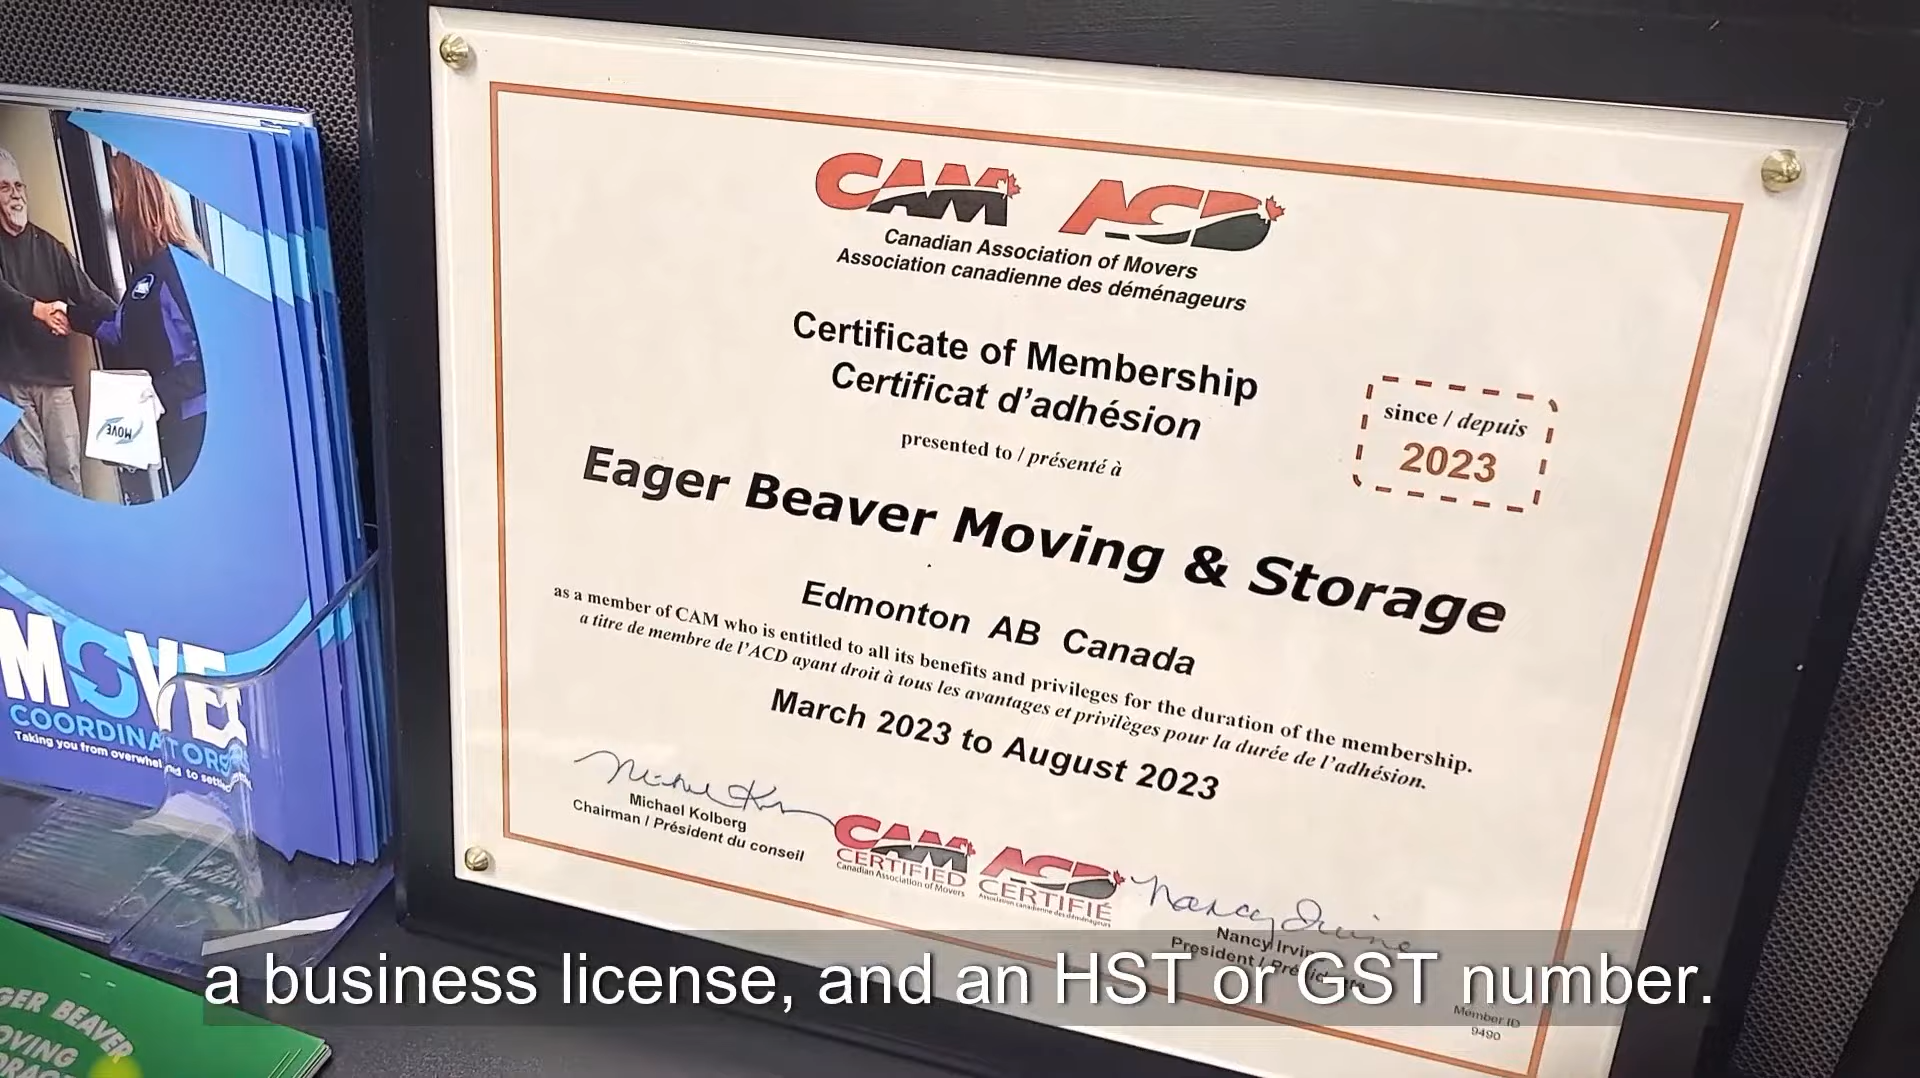 CAM ACD
Canadian Association of Movers
Association canadienne des déménageurs
Certificate of Membership
Certificat d'adhésion
presented to / présenté à
since / depuis
2023
Eager Beaver Moving & Storage
Edmonton AB Canada
as a member of CAM who is entitled to all its benefits and privileges for the duration of the membership.
a titre de membre de l'ACD ayant droit à tous les avantages et privilèges pour la durée de l'adhésion.
March 2023 to August 2023
Michael Kolberg
Chairman / Président du conseil
CAM ACD
CERTIFIED CERTIFIÉ
Canadian Association of Movers
Association canadienne des déménageurs
Nancy Irvine
President /
Member ID
9490
MOVE
MOVE
COORDINATORS
Taking you from overwhel
to
BEAVER
a business license, and an HST or GST number.